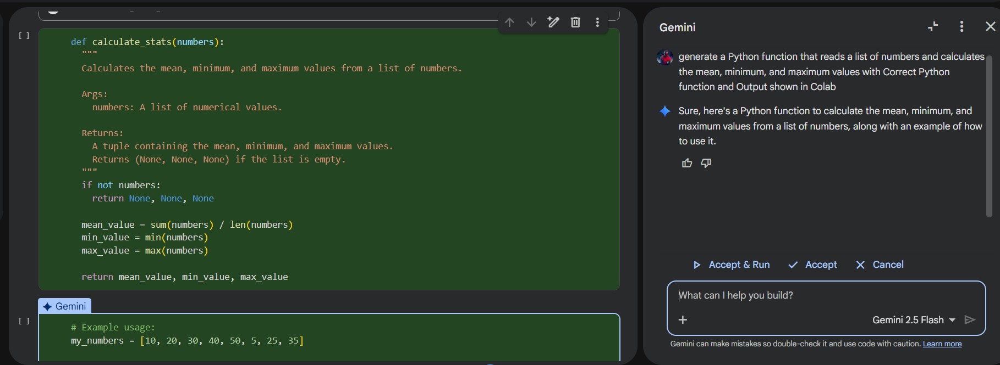 [ ]
def calculate_stats(numbers):
"""
Calculates the mean, minimum, and maximum values from a list of numbers.
Args:
numbers: A list of numerical values.
Returns:
A tuple containing the mean, minimum, and maximum values.
Returns (None, None, None) if the list is empty.
"""
if not numbers:
return None, None, None
mean_value = sum(numbers) / len(numbers)
min_value = min(numbers)
max_value = max(numbers)
return mean_value, min_value, max_value
Gemini
[ ]
# Example usage:
my_numbers = [10, 20, 30, 40, 50, 5, 25, 35]
Gemini
generate a Python function that reads a list of numbers and calculates
the mean, minimum, and maximum values with Correct Python
function and Output shown in Colab
Sure, here's a Python function to calculate the mean, minimum, and
maximum values from a list of numbers, along with an example of how
to use it.
Accept & Run
Accept
Cancel
What can I help you build?
Gemini 2.5 Flash
Gemini can make mistakes so double-check it and use code with caution. Learn more